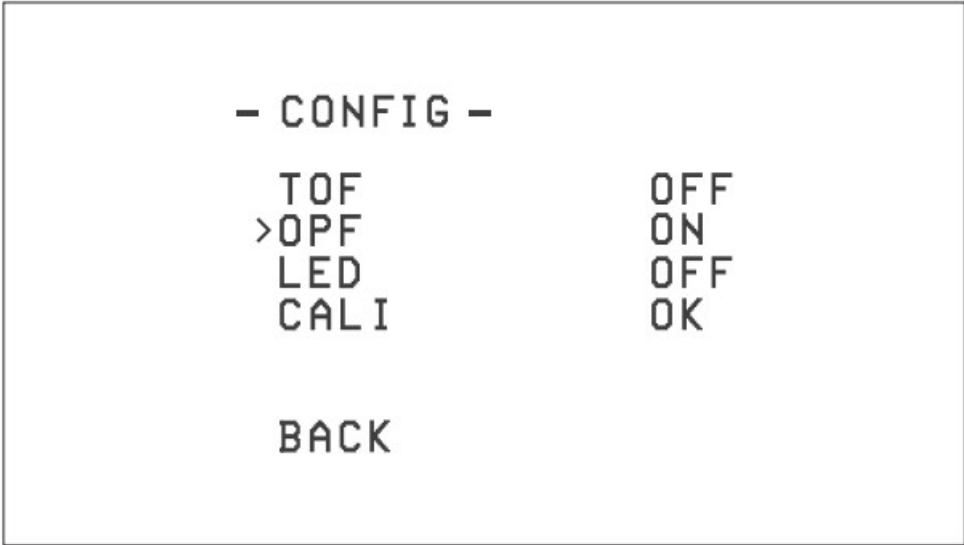 - CONFIG -
TOF OFF
>OPF ON
LED OFF
CALI OK
BACK